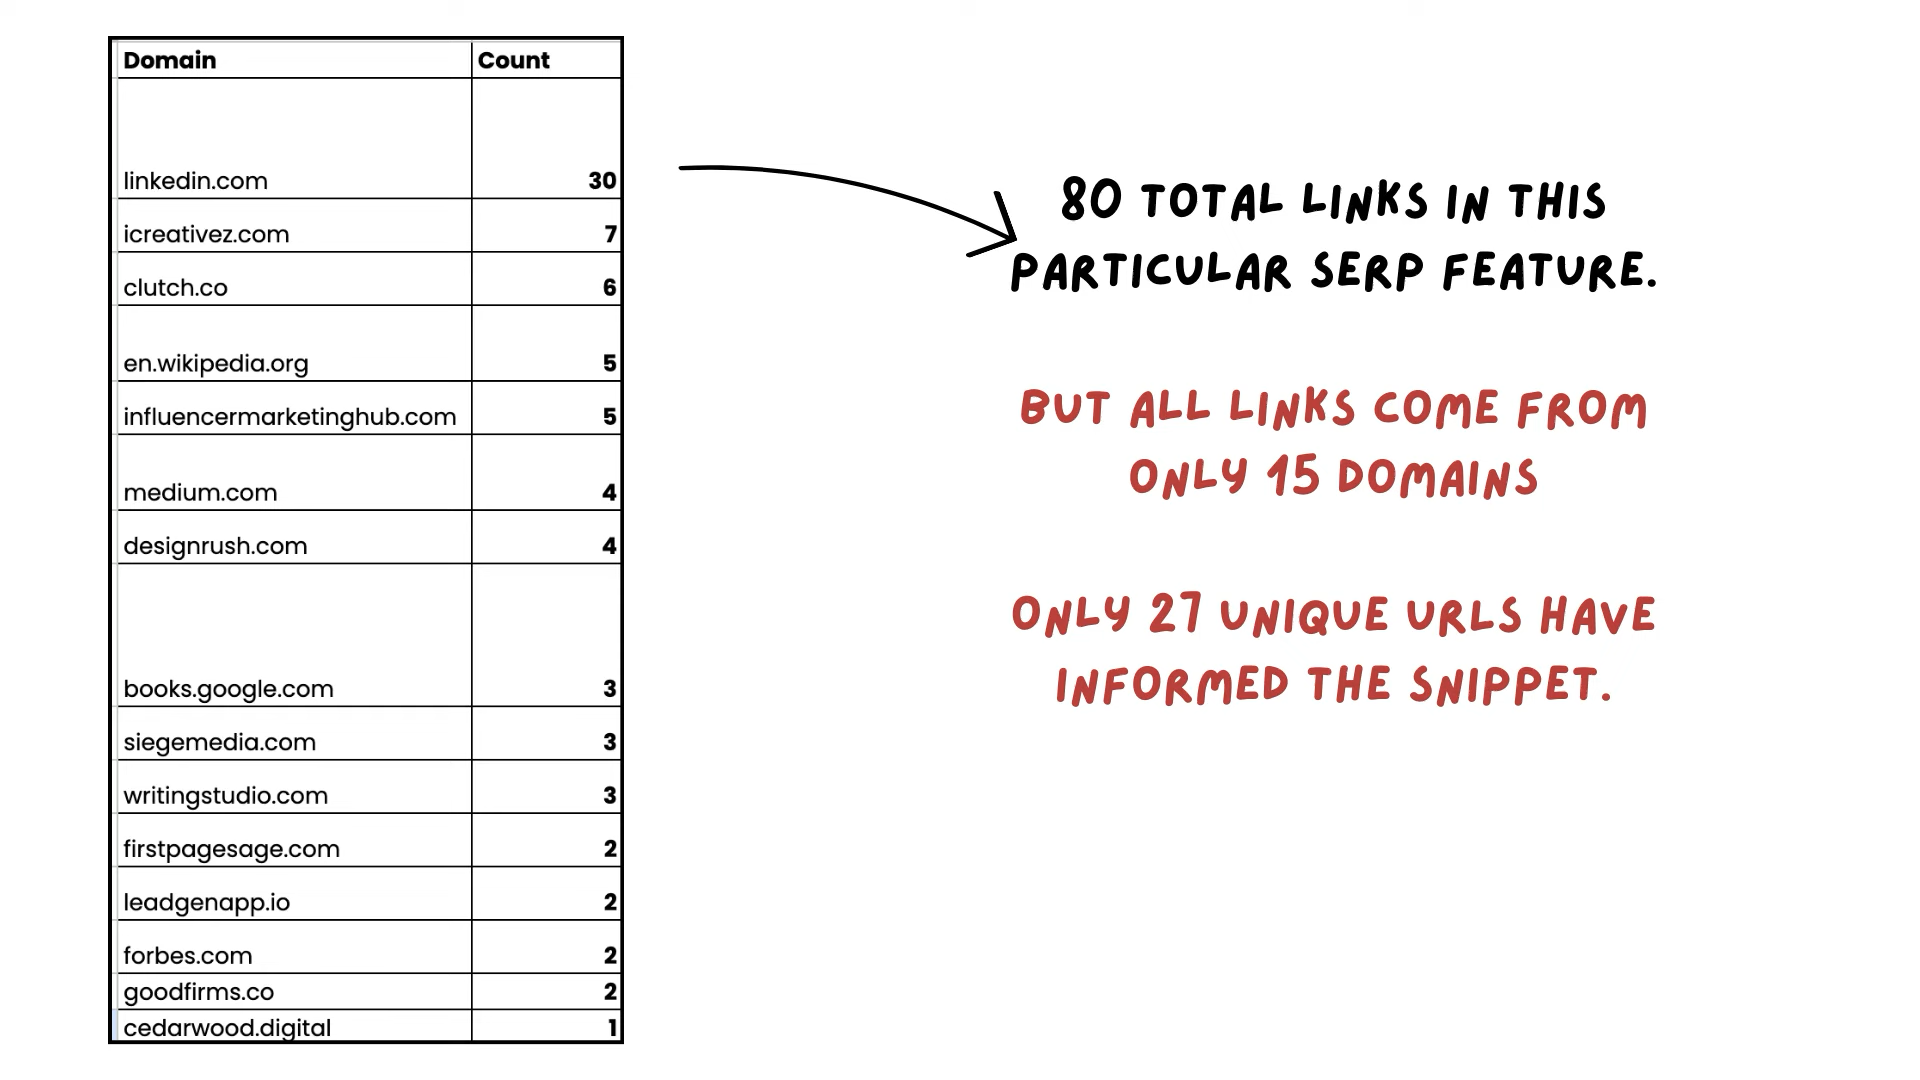 Domain Count
linkedin.com 30
icreativez.com 7
clutch.co 6
en.wikipedia.org 5
influencermarketinghub.com 5
medium.com 4
designrush.com 4
books.google.com 3
siegemedia.com 3
writingstudio.com 3
firstpagesage.com 2
leadgenapp.io 2
forbes.com 2
goodfirms.co 2
cedarwood.digital 1
80 TOTAL LINKS IN THIS
PARTICULAR SERP FEATURE.
BUT ALL LINKS COME FROM
ONLY 15 DOMAINS
ONLY 27 UNIQUE URLS HAVE
INFORMED THE SNIPPET.